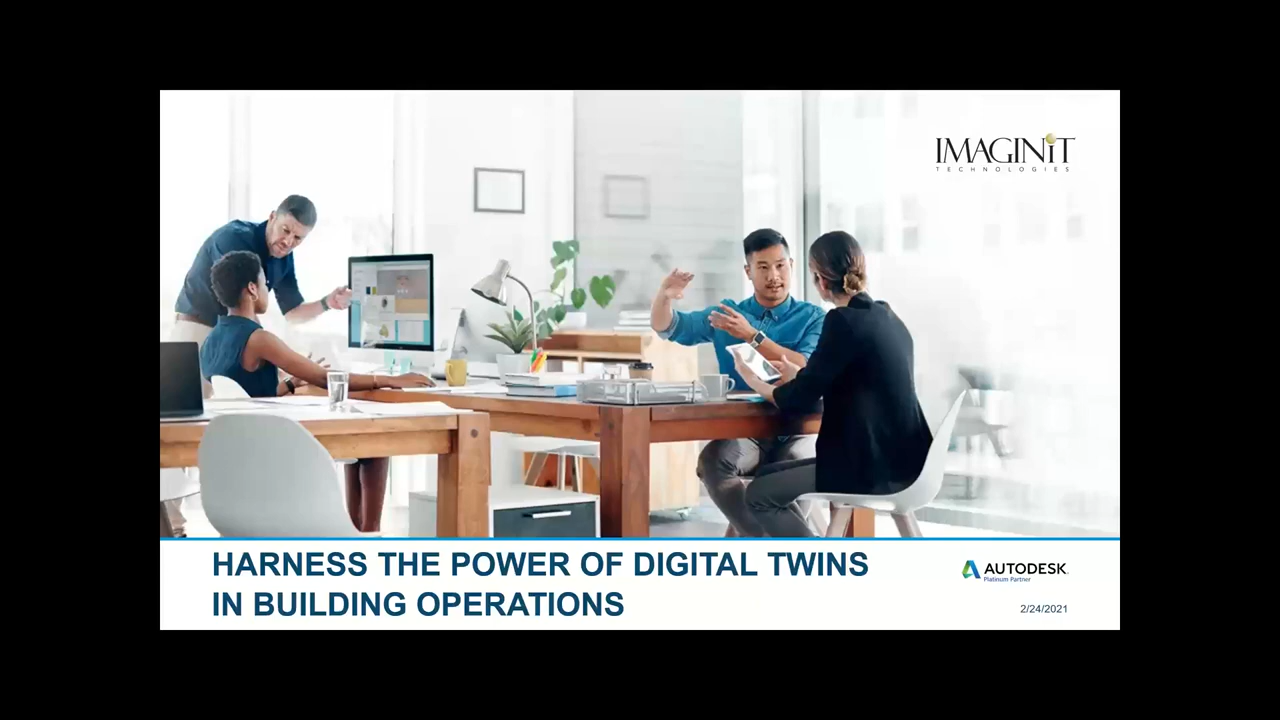 IMAGINiT
TECHNOLOGIES
HARNESS THE POWER OF DIGITAL TWINS
IN BUILDING OPERATIONS
AUTODESK
Platinum Partner
2/24/2021